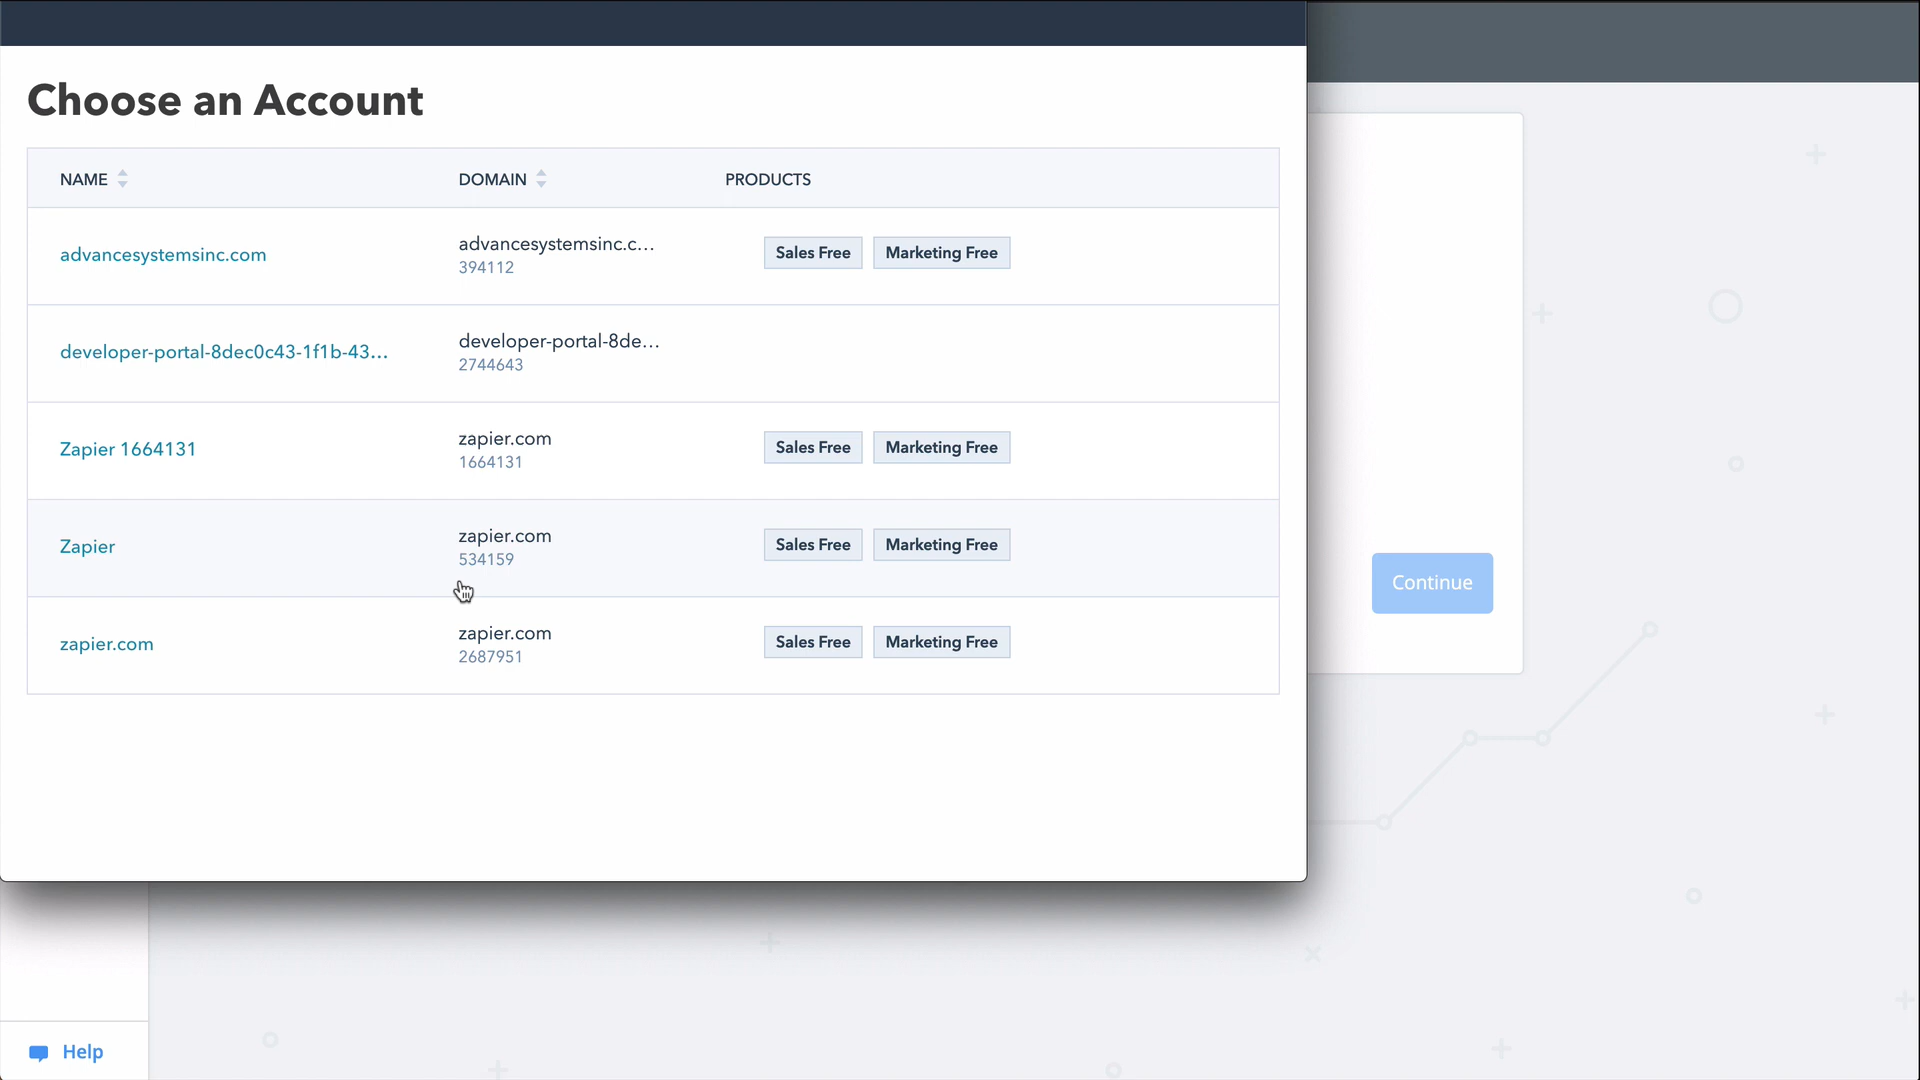 Choose an Account
NAME DOMAIN PRODUCTS
advancesystemsinc.com
advancesystemsinc.c...
394112
Sales Free Marketing Free
developer-portal-8dec0c43-1f1b-43...
developer-portal-8de...
2744643
Zapier 1664131
zapier.com
1664131
Sales Free Marketing Free
Zapier
zapier.com
534159
Sales Free Marketing Free
Continue
zapier.com
zapier.com
2687951
Sales Free Marketing Free
Help